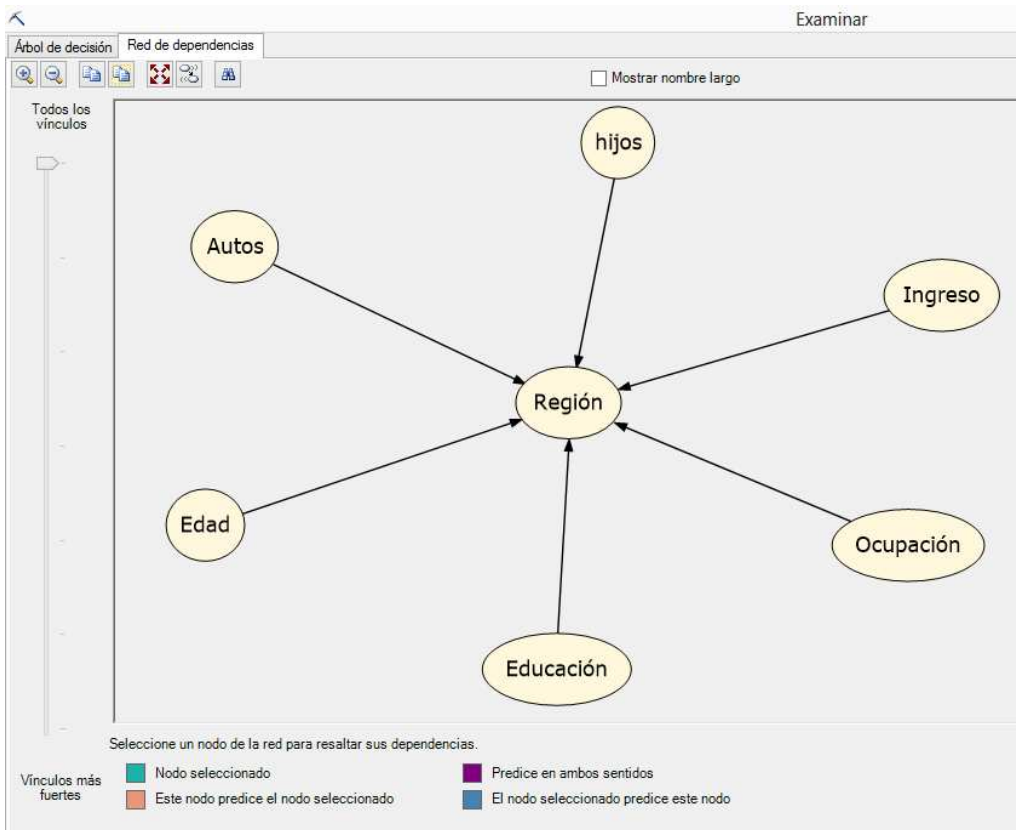 Examinar
Árbol de decisión
Red de dependencias
Mostrar nombre largo
Todos los
vínculos
hijos
Autos
Ingreso
Región
Edad
Ocupación
Educación
Seleccione un nodo de la red para resaltar sus dependencias.
Vínculos más
fuertes
Nodo seleccionado
Predice en ambos sentidos
Este nodo predice el nodo seleccionado
El nodo seleccionado predice este nodo